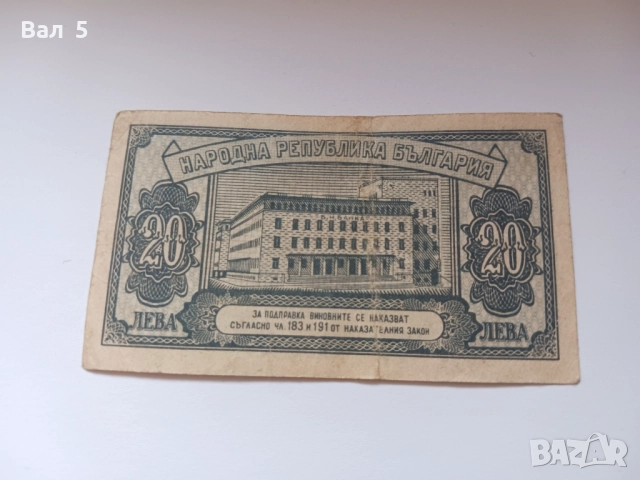 Вал 5
НАРОДНА РЕПУБЛИКА БЪЛГАРИЯ
20
20
Б.Н.БАНКА
ЛЕВА
ЛЕВА
ЗА ПОДПРАВКА ВИНОВНИТЕ СЕ НАКАЗВАТ
СЪГЛАСНО ЧЛ 183 И 191 ОТ НАКАЗАТЕЛНИЯ ЗАКОН
BAZAR